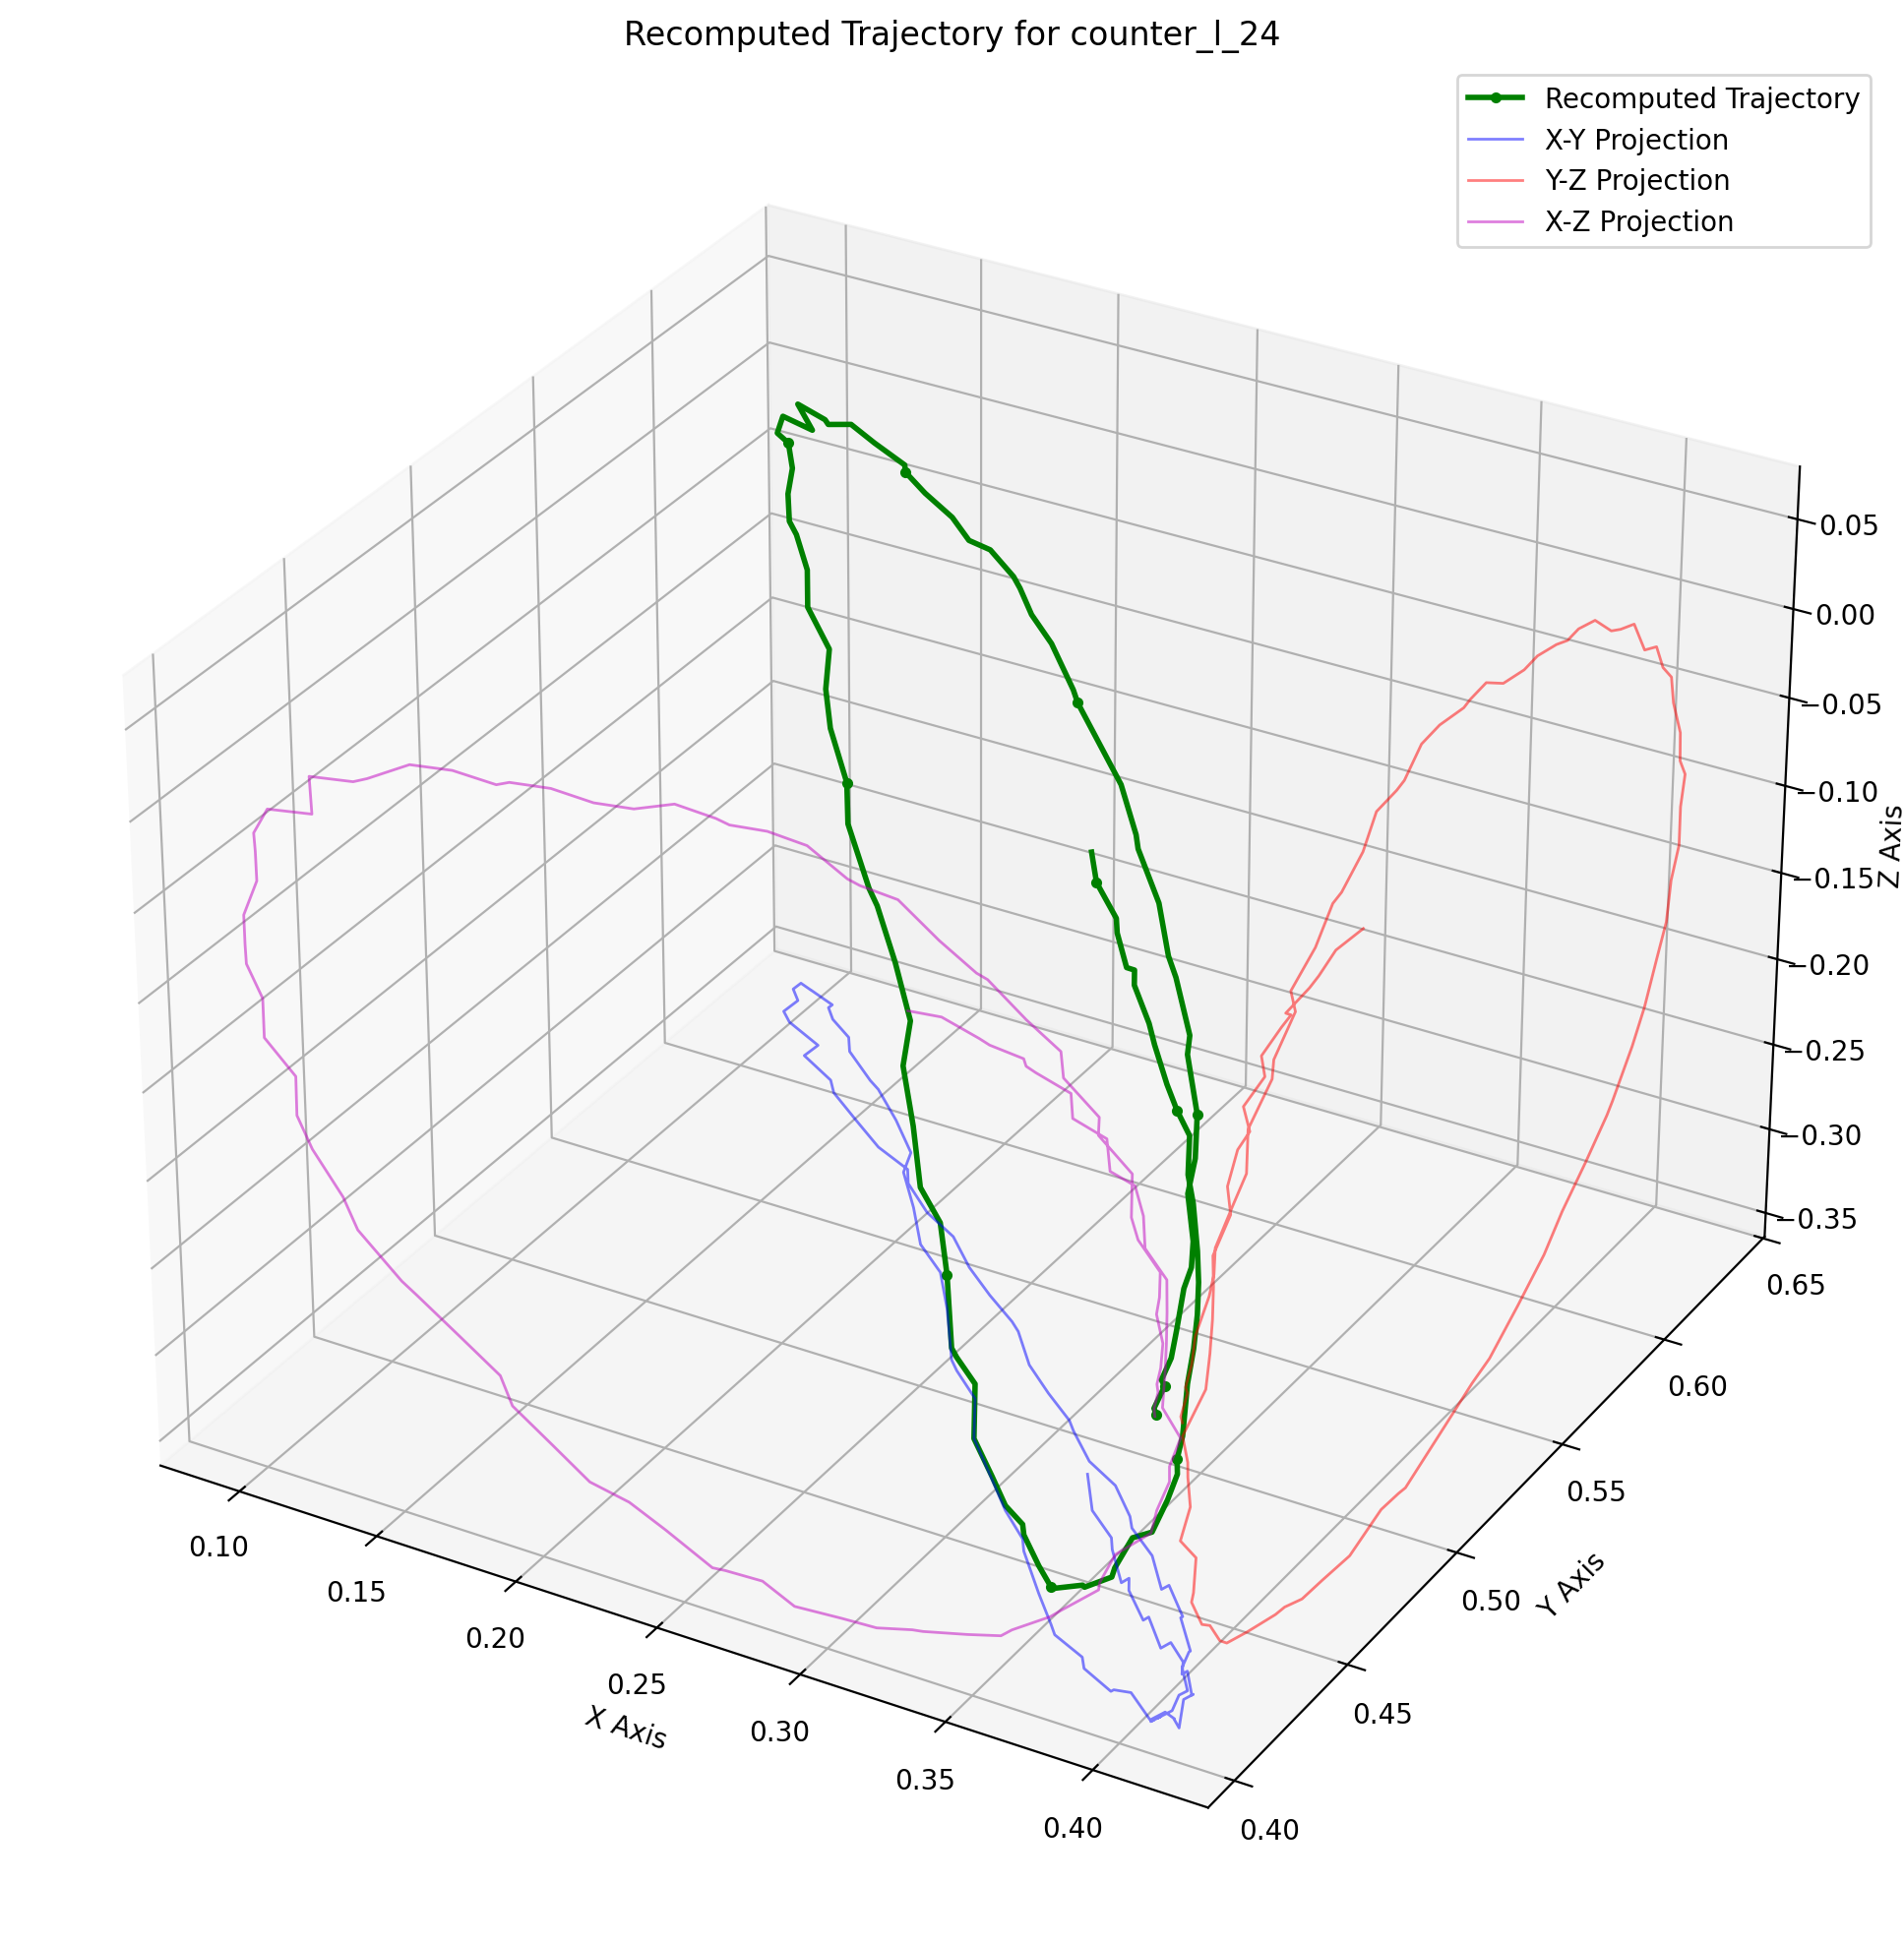 Recomputed Trajectory for counter_l_24
Recomputed Trajectory
X-Y Projection
Y-Z Projection
X-Z Projection
0.05
0.00
−0.05
−0.10
−0.15
−0.20
−0.25
−0.30
−0.35
Z Axis
0.65
0.60
0.55
0.50
0.45
0.40
Y Axis
0.10
0.15
0.20
0.25
0.30
0.35
0.40
X Axis